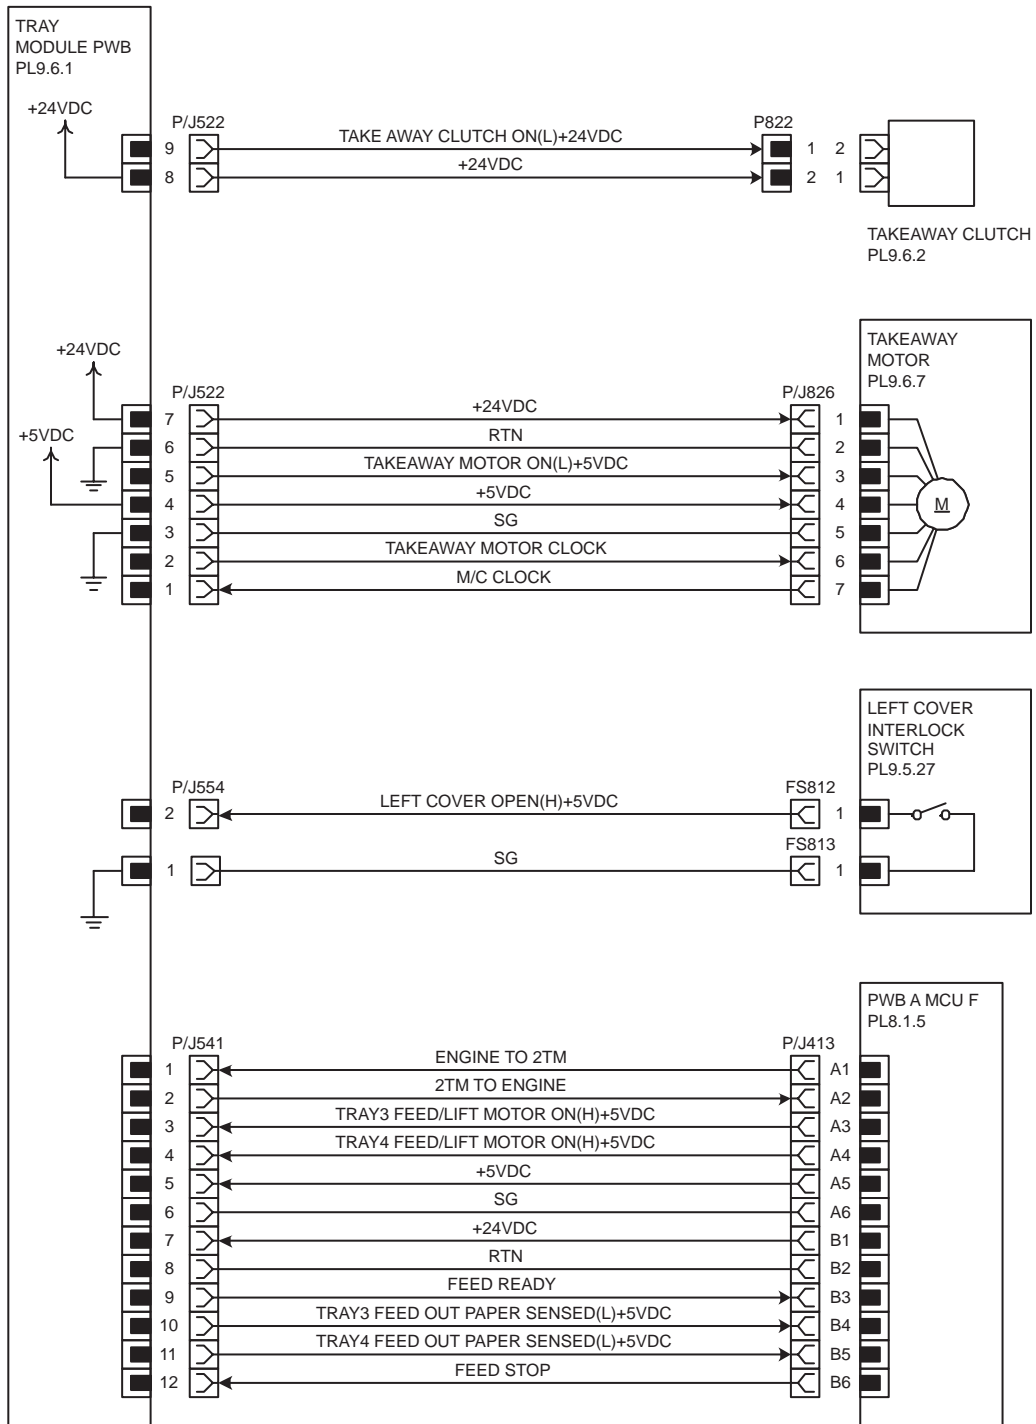 TRAY
MODULE PWB
PL9.6.1
+24VDC
P/J522
P822
9
TAKE AWAY CLUTCH ON(L)+24VDC
1 2
8
+24VDC
2 1
TAKEAWAY CLUTCH
PL9.6.2
TAKEAWAY
MOTOR
PL9.6.7
+24VDC
+5VDC
P/J522
P/J826
7
+24VDC
1
6
RTN
2
5
TAKEAWAY MOTOR ON(L)+5VDC
3
4
+5VDC
4
M
3
SG
5
2
TAKEAWAY MOTOR CLOCK
6
1
M/C CLOCK
7
LEFT COVER
INTERLOCK
SWITCH
PL9.5.27
P/J554
FS812
2
LEFT COVER OPEN(H)+5VDC
1
FS813
1
SG
1
PWB A MCU F
PL8.1.5
P/J541
P/J413
1
ENGINE TO 2TM
A1
2
2TM TO ENGINE
A2
3
TRAY3 FEED/LIFT MOTOR ON(H)+5VDC
A3
4
TRAY4 FEED/LIFT MOTOR ON(H)+5VDC
A4
5
+5VDC
A5
6
SG
A6
7
+24VDC
B1
8
RTN
B2
9
FEED READY
B3
10
TRAY3 FEED OUT PAPER SENSED(L)+5VDC
B4
11
TRAY4 FEED OUT PAPER SENSED(L)+5VDC
B5
12
FEED STOP
B6